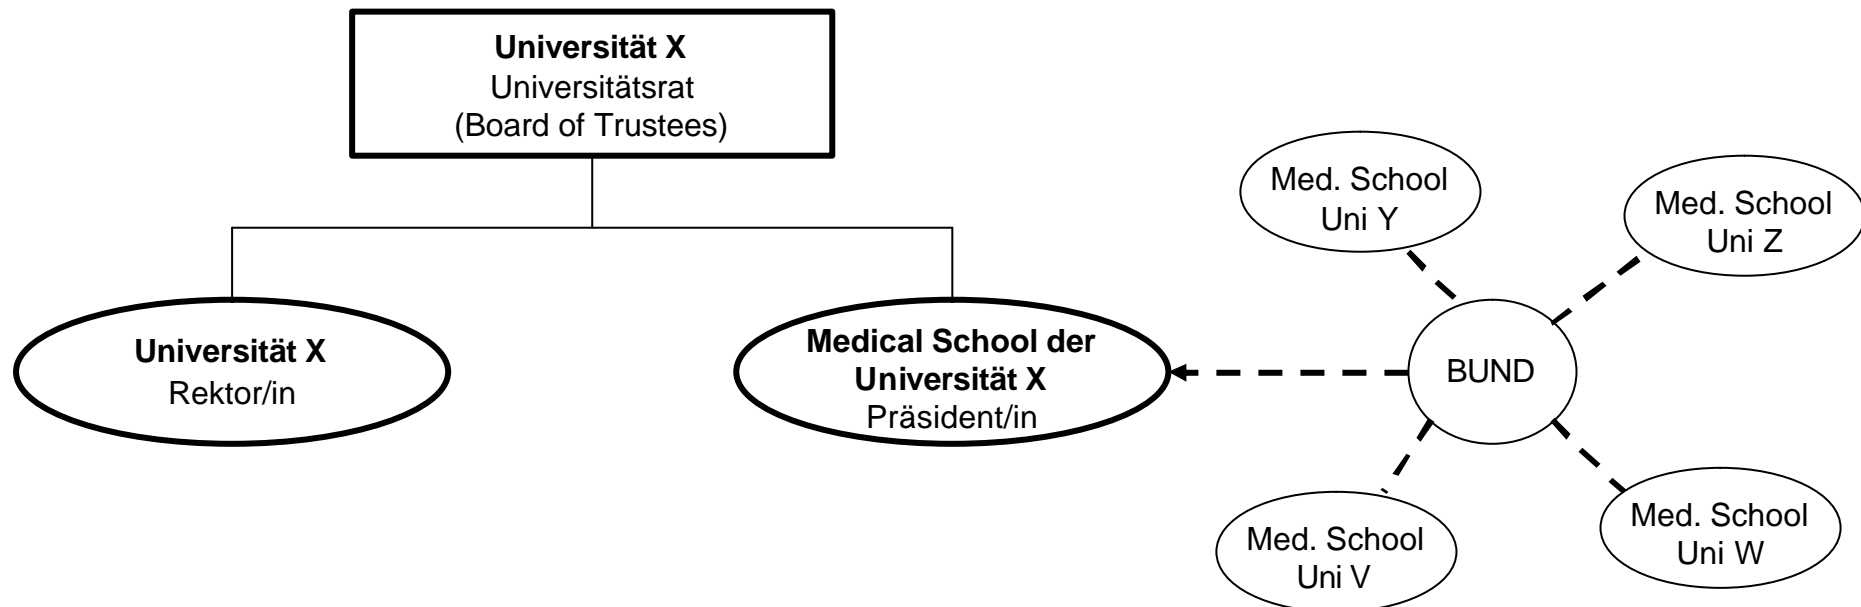 Universität X
Universitätsrat
(Board of Trustees)
Med. School
Uni Y
Med. School
Uni Z
Universität X
Rektor/in
Medical School der
Universität X
Präsident/in
BUND
Med. School
Uni V
Med. School
Uni W